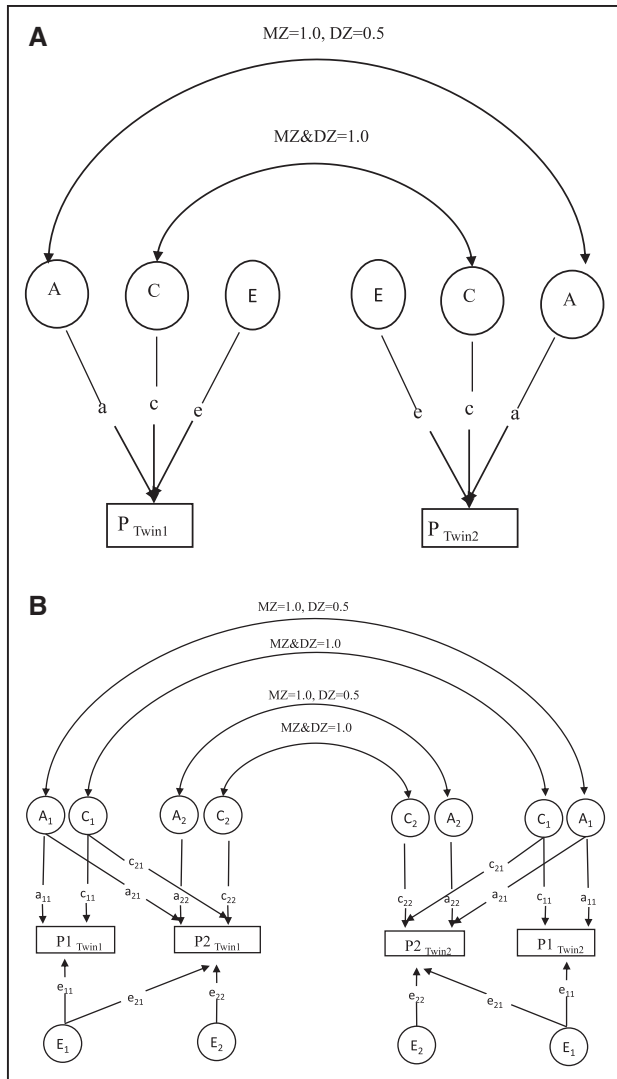 A
MZ=1.0, DZ=0.5
MZ&DZ=1.0
A C E E C A
a c e e c a
P Twin1 P Twin2
B
MZ=1.0, DZ=0.5
MZ&DZ=1.0
MZ=1.0, DZ=0.5
MZ&DZ=1.0
A1 C1 A2 C2 C2 A2 C1 A1
c21 c21
a11 c11 a21 a22 c22 c22 a22 a21 c11 a11
P1 Twin1 P2 Twin1 P2 Twin2 P1 Twin2
e11 e21 e22 e22 e21 e11
E1 E2 E2 E1